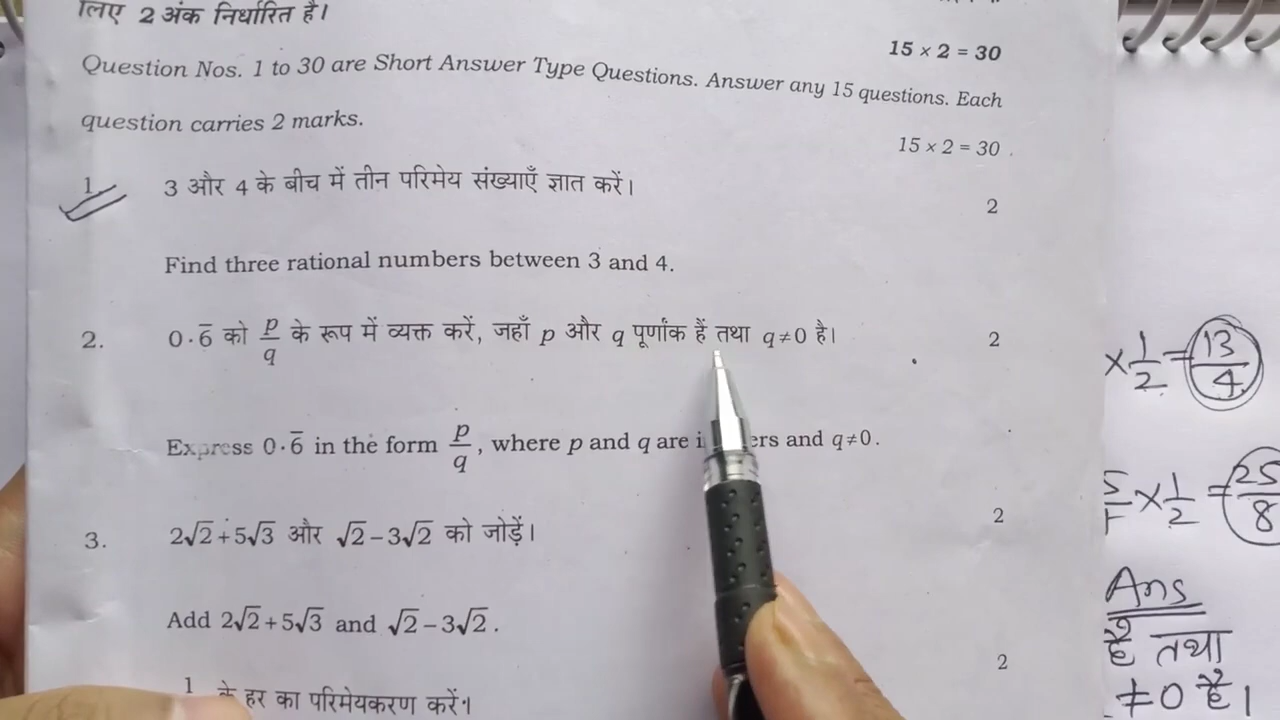 लिए 2 अंक निर्धारित है।
15 × 2 = 30
Question Nos. 1 to 30 are Short Answer Type Questions. Answer any 15 questions. Each
question carries 2 marks.
15 × 2 = 30
1. 3 और 4 के बीच में तीन परिमेय संख्याएँ ज्ञात करें।
2
Find three rational numbers between 3 and 4.
2. 0·6̅ को p/q के रूप में व्यक्त करें, जहाँ p और q पूर्णांक हैं तथा q≠0 है।
2
Express 0·6̅ in the form p/q, where p and q are and q≠0.
3. 2√2+5√3 और √2−3√2 को जोड़ें।
2
Add 2√2+5√3 and √2−3√2.
2
1 के हर का परिमेयकरण करें।
×1/2=13/4
×1/2=25/8
Ans
है तथा
≠0 है।